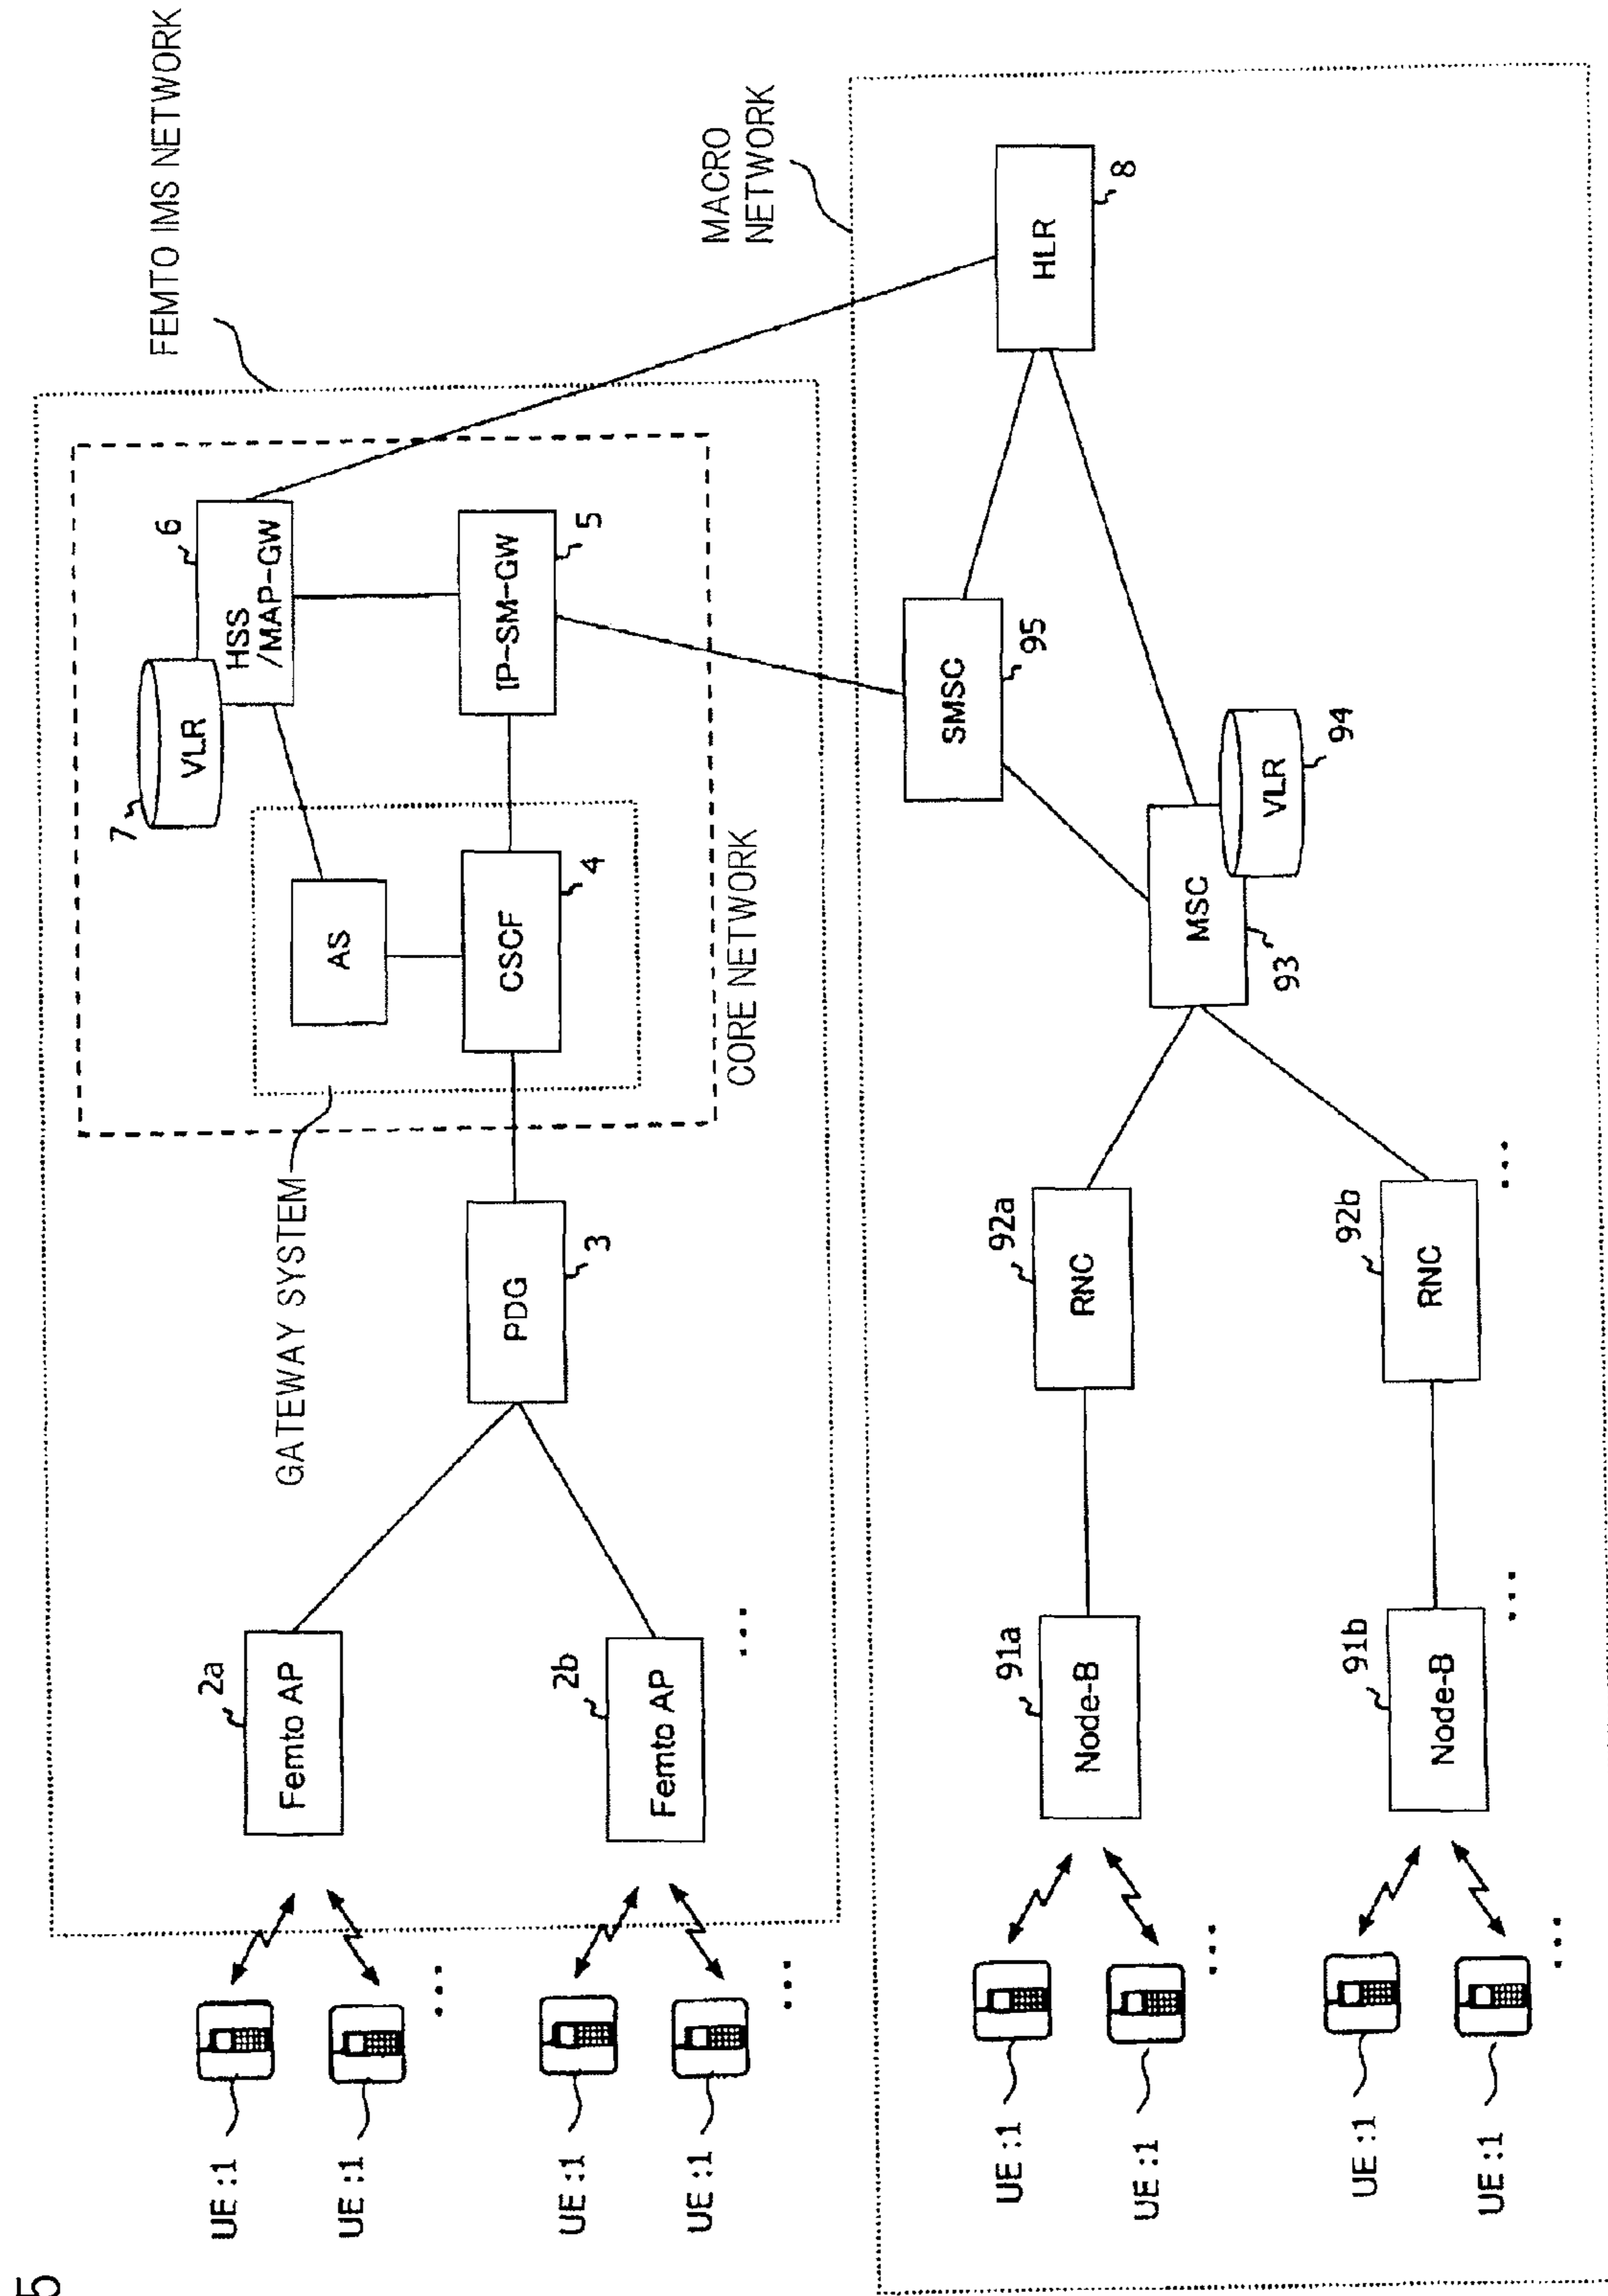 5
FEMTO IMS NETWORK
7
6
VLR
HSS
/MAP-GW
2a
UE :1
Femto AP
GATEWAY SYSTEM
AS
UE :1
...
CSCF
4
IP-SM-GW
5
PDG
3
2b
UE :1
Femto AP
UE :1
...
...
CORE NETWORK
MACRO
NETWORK
SMSC
95
HLR
8
UE :1
91a
Node-B
92a
RNC
UE :1
...
MSC
93
VLR
94
UE :1
91b
Node-B
92b
RNC
UE :1
...
...
...